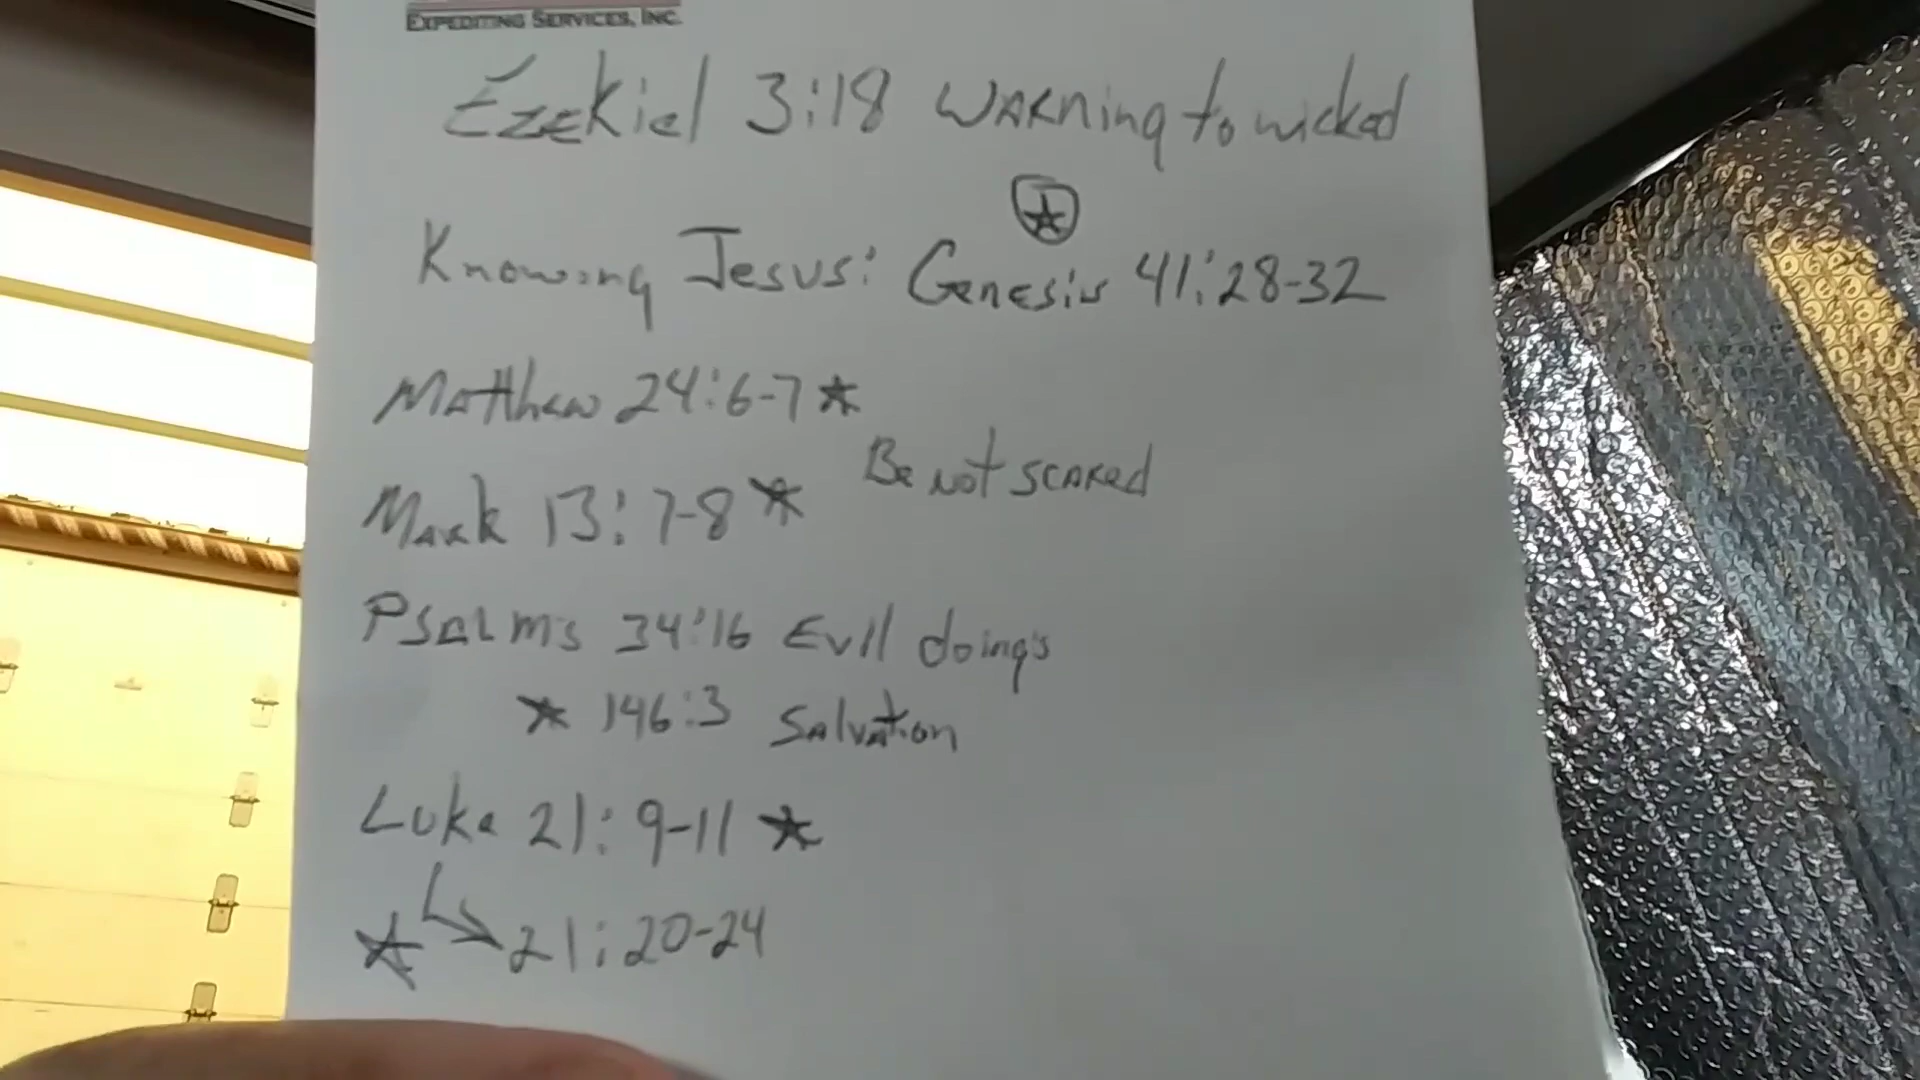 EXPEDITING SERVICES, INC.
Ezekiel 3:18 Warning to wicked
Knowing Jesus: Genesis 41:28-32
Matthew 24:6-7 ★
Be not scared
Mark 13:7-8 ★
Psalms 34:16 Evil doing's
★ 146:3 Salvation
Luke 21:9-11 ★
★ 21:20-24